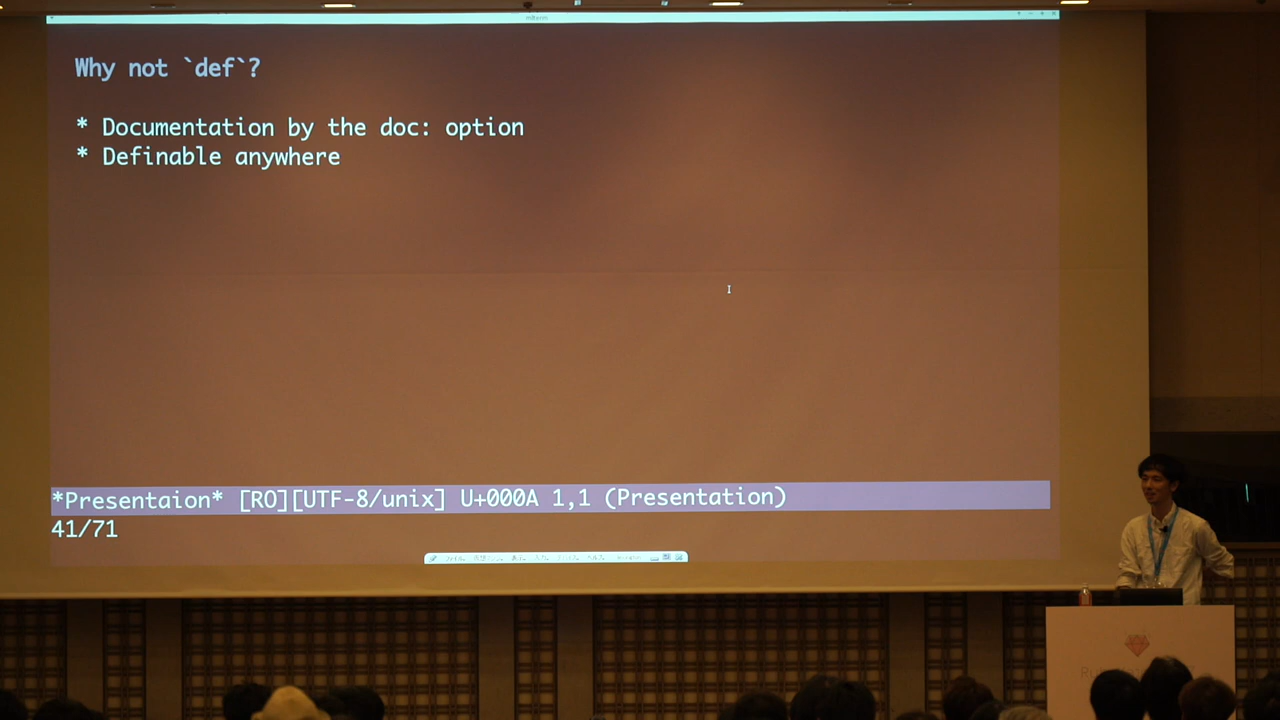 Why not `def`?
* Documentation by the doc: option
* Definable anywhere
*Presentaion* [RO][UTF-8/unix] U+000A 1,1 (Presentation)
41/71